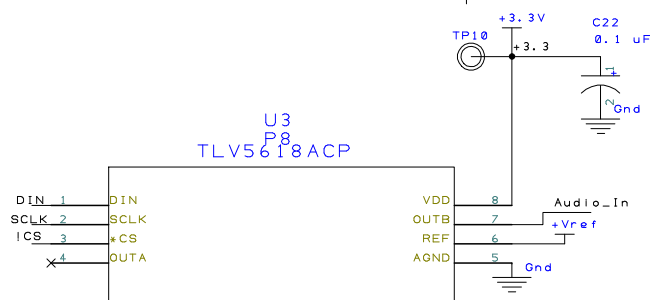 +3.3V
C22
TP10
+3.3
0.1 uF
1
+
2
Gnd
U3
P8
TLV5618ACP
DIN 1 DIN VDD 8
Audio_In
SCLK 2 SCLK OUTB 7
+Vref
!CS 3 *CS REF 6
4 OUTA AGND 5
Gnd